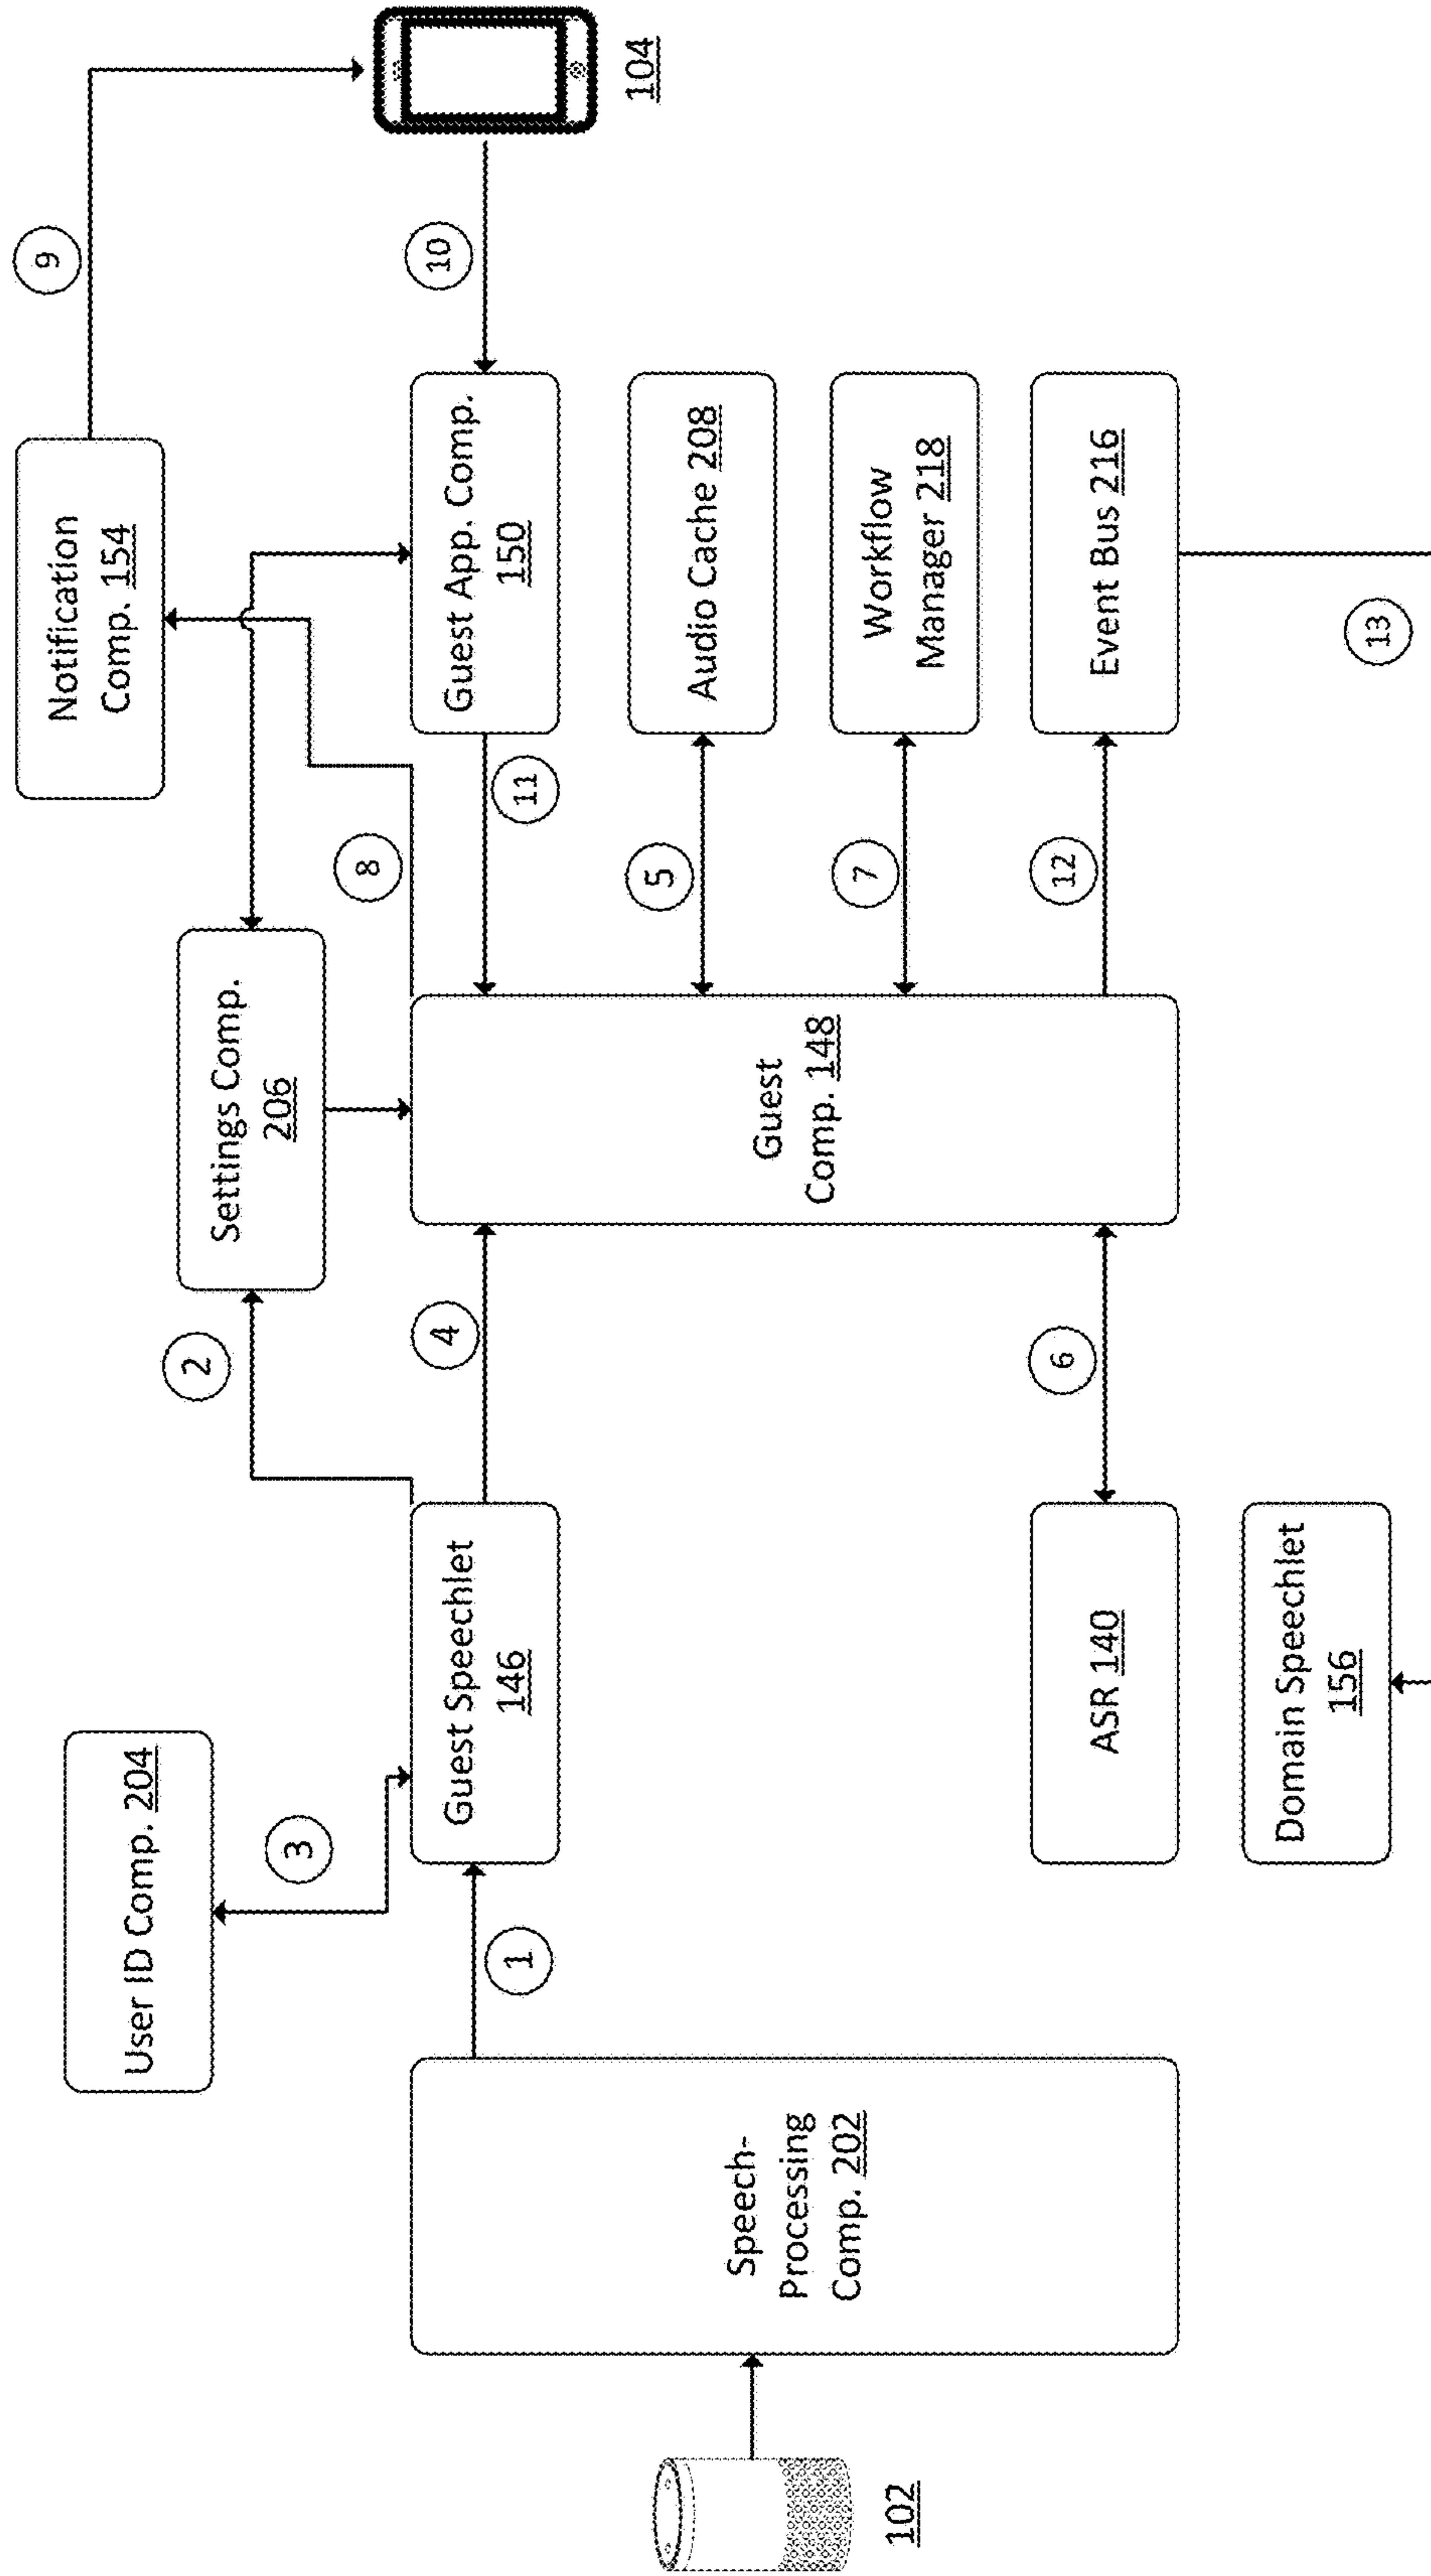 9
Notification
Comp. 154
104
User ID Comp. 204
3
2
Settings Comp.
206
8
10
Guest App. Comp.
150
11
4
Guest Speechlet
146
1
Audio Cache 208
5
Workflow
Manager 218
7
Event Bus 216
12
13
Guest
Comp. 148
6
ASR 140
Domain Speechlet
156
Speech-
Processing
Comp. 202
102